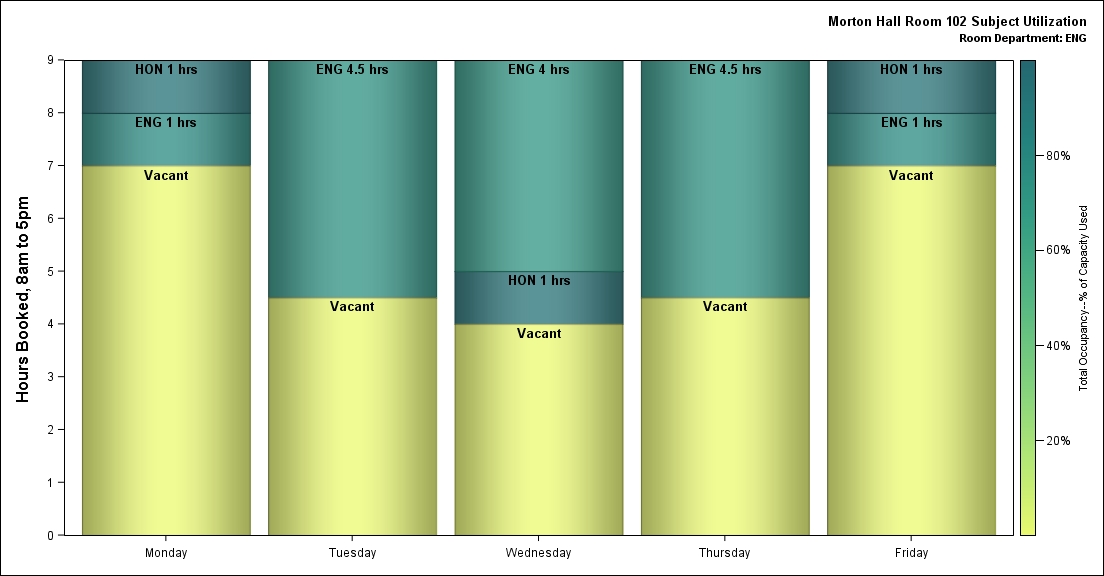 Morton Hall Room 102 Subject Utilization
Room Department: ENG
Hours Booked, 8am to 5pm
9
8
7
6
5
4
3
2
1
0
HON 1 hrs
ENG 1 hrs
Vacant
ENG 4.5 hrs
Vacant
ENG 4 hrs
HON 1 hrs
Vacant
ENG 4.5 hrs
Vacant
HON 1 hrs
ENG 1 hrs
Vacant
Monday
Tuesday
Wednesday
Thursday
Friday
80%
60%
40%
20%
Total Occupancy--% of Capacity Used